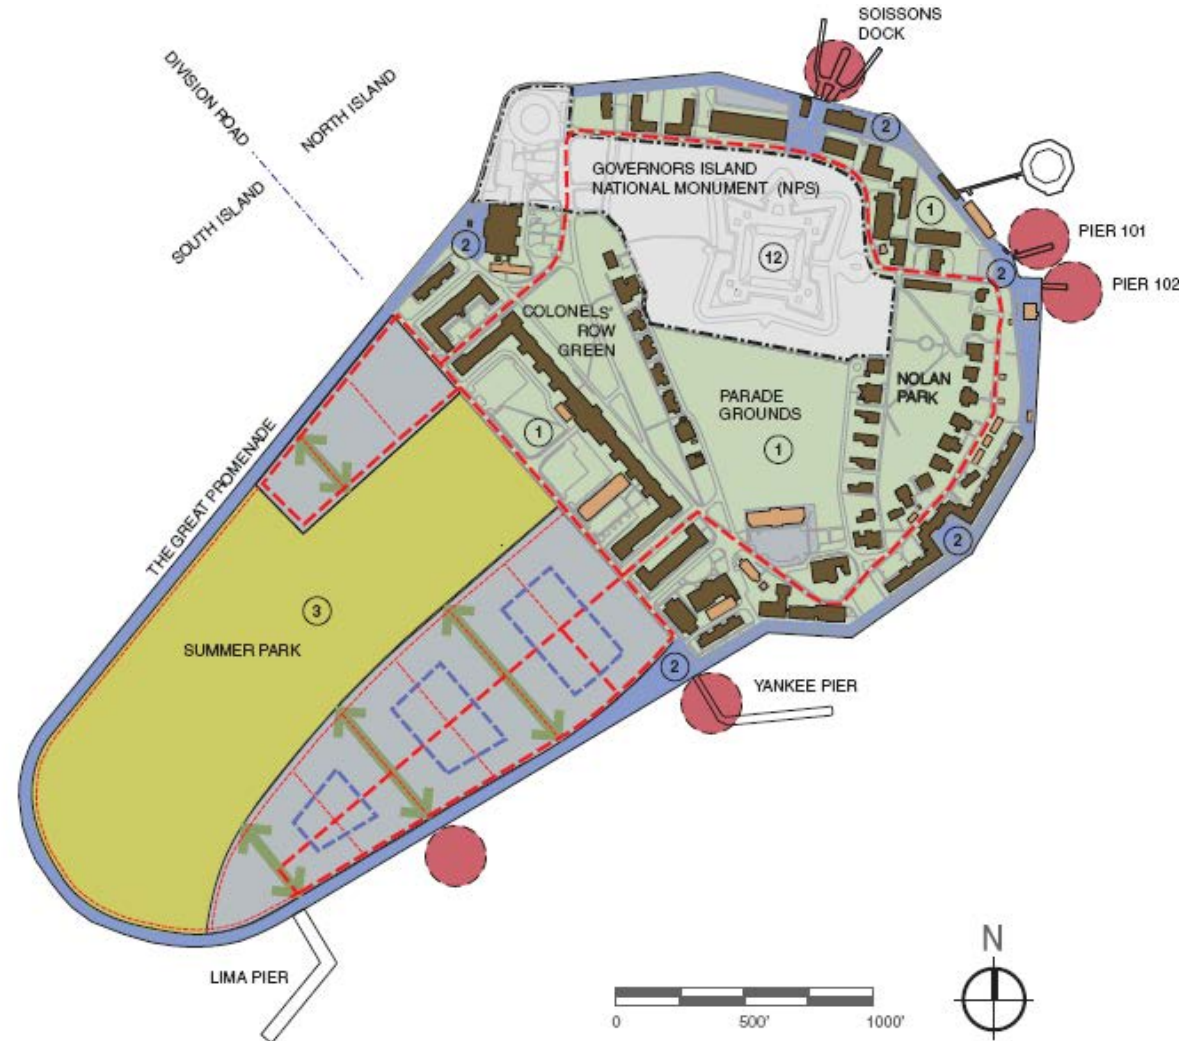 SOISSONS
DOCK
DIVISION ROAD
NORTH ISLAND
SOUTH ISLAND
2
GOVERNORS ISLAND
NATIONAL MONUMENT (NPS)
1
PIER 101
2
12
2
PIER 102
COLONELS'
ROW
GREEN
NOLAN
PARK
PARADE
GROUNDS
1
1
THE GREAT PROMENADE
2
3
SUMMER PARK
2
YANKEE PIER
LIMA PIER
N
0 500' 1000'